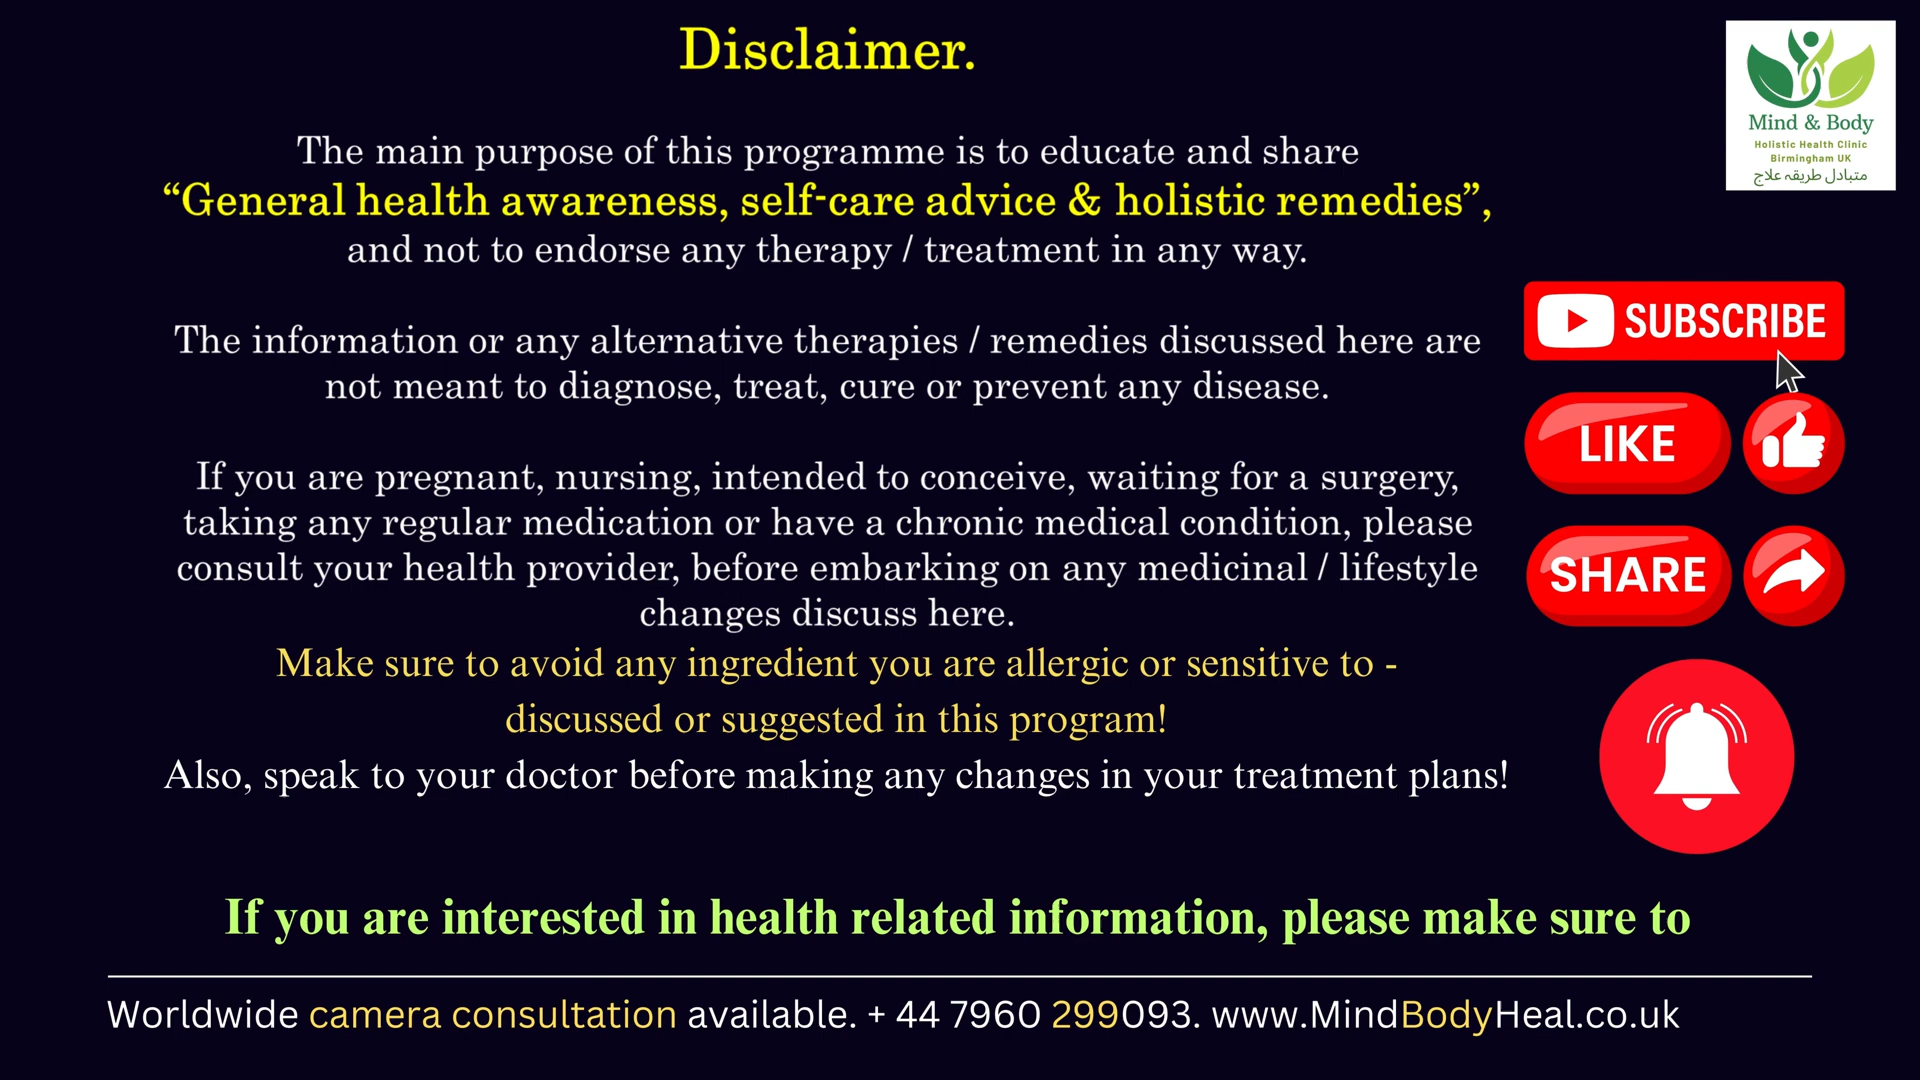 Disclaimer.
Mind & Body
Holistic Health Clinic
Birmingham UK
متبادل طریقہ علاج
The main purpose of this programme is to educate and share
“General health awareness, self-care advice & holistic remedies”,
and not to endorse any therapy / treatment in any way.
The information or any alternative therapies / remedies discussed here are
not meant to diagnose, treat, cure or prevent any disease.
If you are pregnant, nursing, intended to conceive, waiting for a surgery,
taking any regular medication or have a chronic medical condition, please
consult your health provider, before embarking on any medicinal / lifestyle
changes discuss here.
Make sure to avoid any ingredient you are allergic or sensitive to -
discussed or suggested in this program!
Also, speak to your doctor before making any changes in your treatment plans!
SUBSCRIBE
LIKE
SHARE
If you are interested in health related information, please make sure to
Worldwide camera consultation available. + 44 7960 299093. www.MindBodyHeal.co.uk